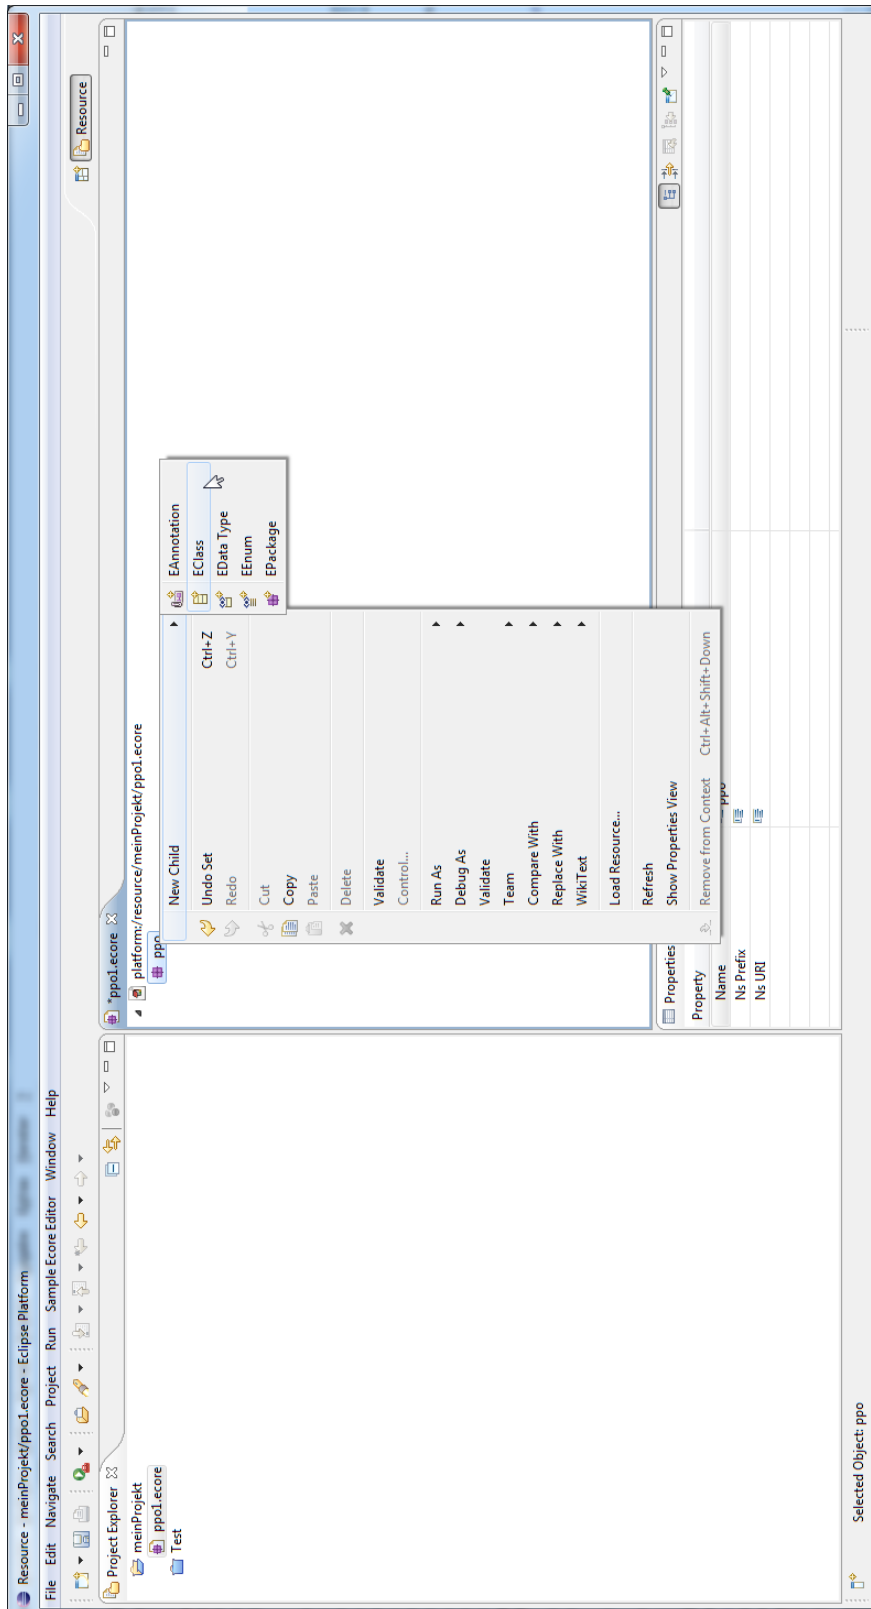 Resource - meinProjekt/ppo1.ecore - Eclipse Platform
File Edit Navigate Search Project Run Sample Ecore Editor Window Help
Resource
Project Explorer
meinProjekt
ppo1.ecore
Test
*ppo1.ecore
platform:/resource/meinProjekt/ppo1.ecore
ppo
New Child
Undo Set Ctrl+Z
Redo Ctrl+Y
Cut
Copy
Paste
Delete
Validate
Control...
Run As
Debug As
Validate
Team
Compare With
Replace With
WikiText
Load Resource...
Refresh
Show Properties View
Remove from Context Ctrl+Alt+Shift+Down
EAnnotation
EClass
EData Type
EEnum
EPackage
Properties
Property
Name ppo
Ns Prefix
Ns URI
Selected Object: ppo